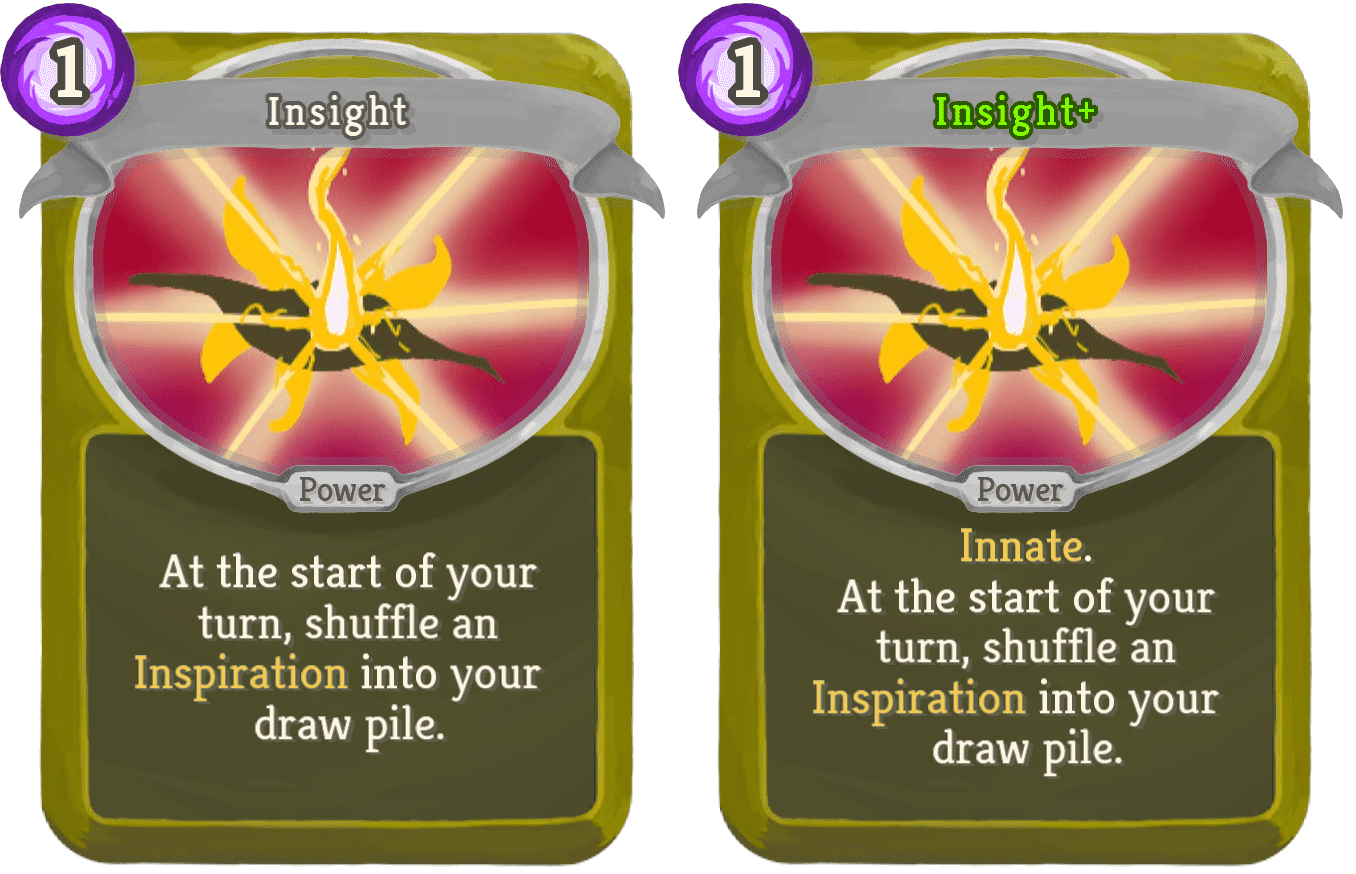 1
Insight
Power
At the start of your
turn, shuffle an
Inspiration into your
draw pile.
1
Insight+
Power
Innate.
At the start of your
turn, shuffle an
Inspiration into your
draw pile.